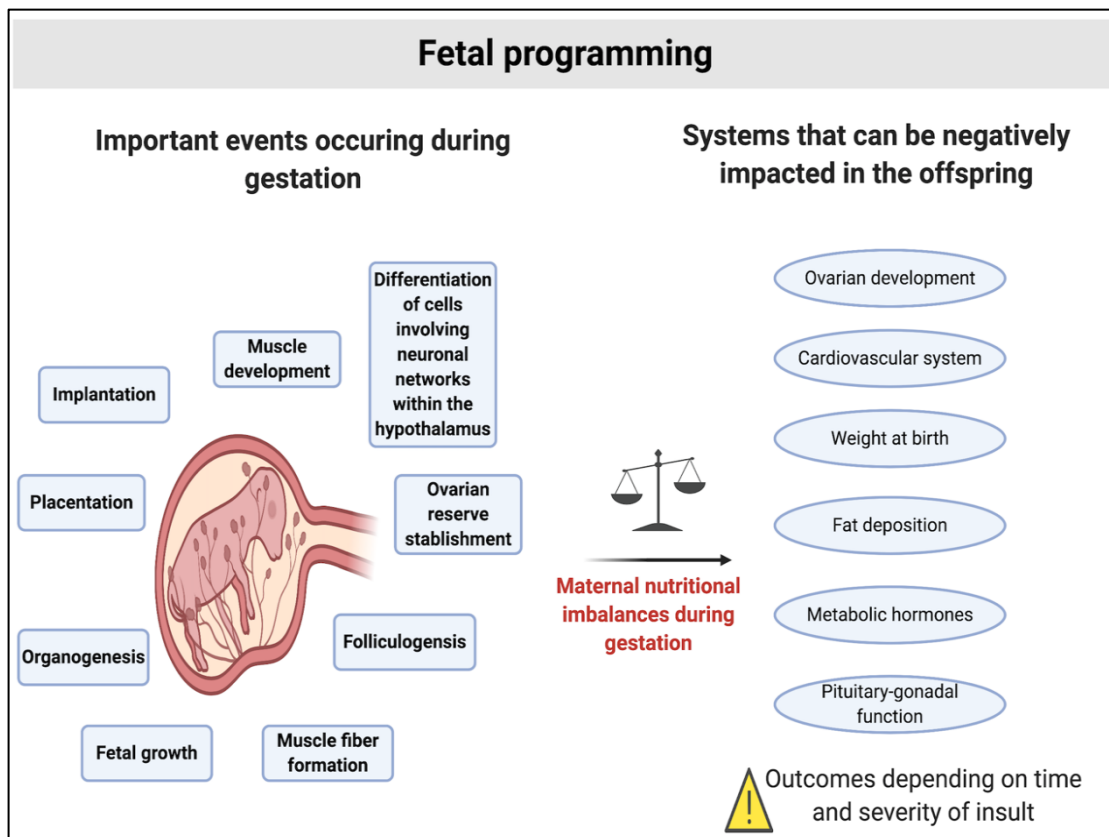 Fetal programming
Important events occuring during
gestation
Systems that can be negatively
impacted in the offspring
Differentiation
of cells
involving
neuronal
networks
within the
hypothalamus
Muscle
development
Implantation
Placentation
Ovarian
reserve
stablishment
Organogenesis
Folliculogensis
Fetal growth
Muscle fiber
formation
Maternal nutritional
imbalances during
gestation
Ovarian development
Cardiovascular system
Weight at birth
Fat deposition
Metabolic hormones
Pituitary-gonadal
function
Outcomes depending on time
and severity of insult